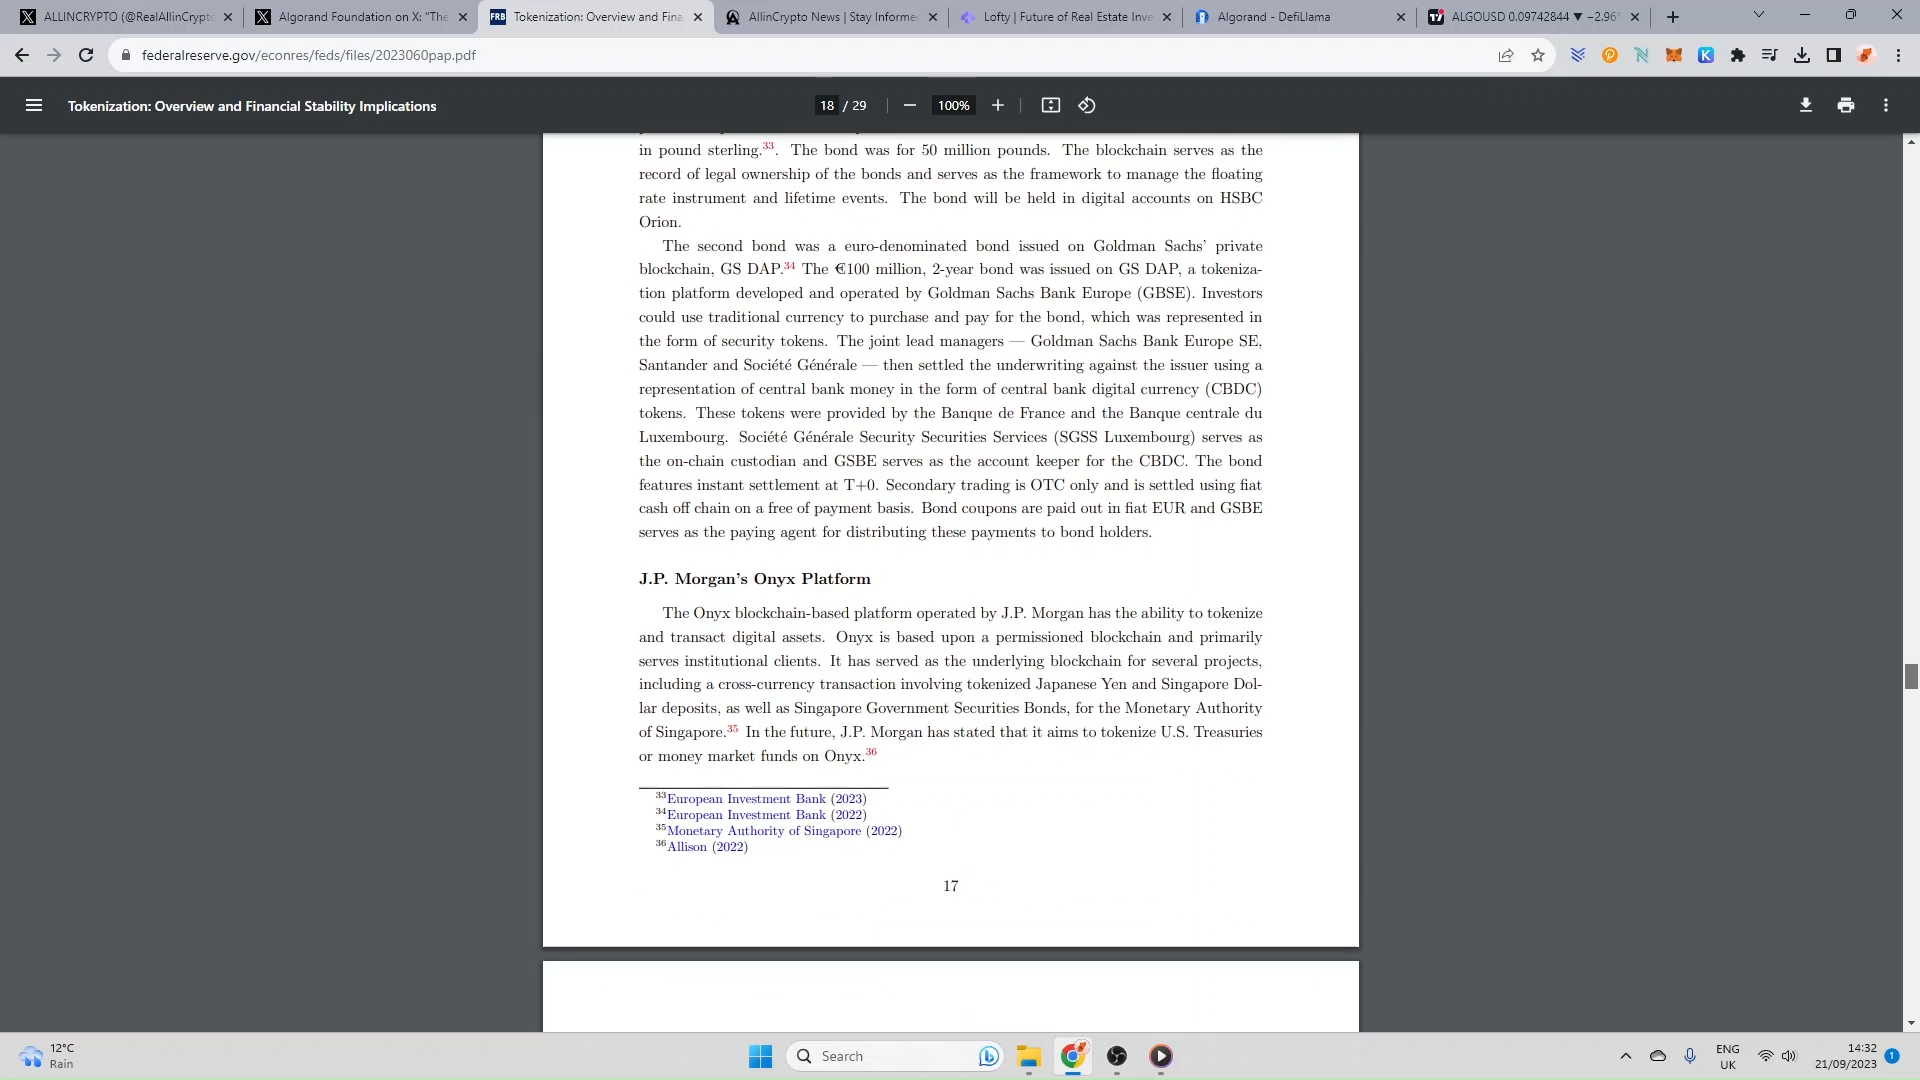 ALLINCRYPTO (@RealAllinCrypto
Algorand Foundation on X: "The
FRB Tokenization: Overview and Fina
AllinCrypto News | Stay Informe
Lofty | Future of Real Estate Inve
Algorand - DefiLlama
ALGOUSD 0.09742844 ▼ −2.96
federalreserve.gov/econres/feds/files/2023060pap.pdf
Tokenization: Overview and Financial Stability Implications
18 / 29
100%
in pound sterling.33. The bond was for 50 million pounds. The blockchain serves as the
record of legal ownership of the bonds and serves as the framework to manage the floating
rate instrument and lifetime events. The bond will be held in digital accounts on HSBC
Orion.
The second bond was a euro-denominated bond issued on Goldman Sachs' private
blockchain, GS DAP.34 The €100 million, 2-year bond was issued on GS DAP, a tokeniza-
tion platform developed and operated by Goldman Sachs Bank Europe (GBSE). Investors
could use traditional currency to purchase and pay for the bond, which was represented in
the form of security tokens. The joint lead managers — Goldman Sachs Bank Europe SE,
Santander and Société Générale — then settled the underwriting against the issuer using a
representation of central bank money in the form of central bank digital currency (CBDC)
tokens. These tokens were provided by the Banque de France and the Banque centrale du
Luxembourg. Société Générale Security Securities Services (SGSS Luxembourg) serves as
the on-chain custodian and GSBE serves as the account keeper for the CBDC. The bond
features instant settlement at T+0. Secondary trading is OTC only and is settled using fiat
cash off chain on a free of payment basis. Bond coupons are paid out in fiat EUR and GSBE
serves as the paying agent for distributing these payments to bond holders.
J.P. Morgan's Onyx Platform
The Onyx blockchain-based platform operated by J.P. Morgan has the ability to tokenize
and transact digital assets. Onyx is based upon a permissioned blockchain and primarily
serves institutional clients. It has served as the underlying blockchain for several projects,
including a cross-currency transaction involving tokenized Japanese Yen and Singapore Dol-
lar deposits, as well as Singapore Government Securities Bonds, for the Monetary Authority
of Singapore.35 In the future, J.P. Morgan has stated that it aims to tokenize U.S. Treasuries
or money market funds on Onyx.36
33European Investment Bank (2023)
34European Investment Bank (2022)
35Monetary Authority of Singapore (2022)
36Allison (2022)
17
12°C
Rain
Search
ENG
UK
14:32
21/09/2023
1